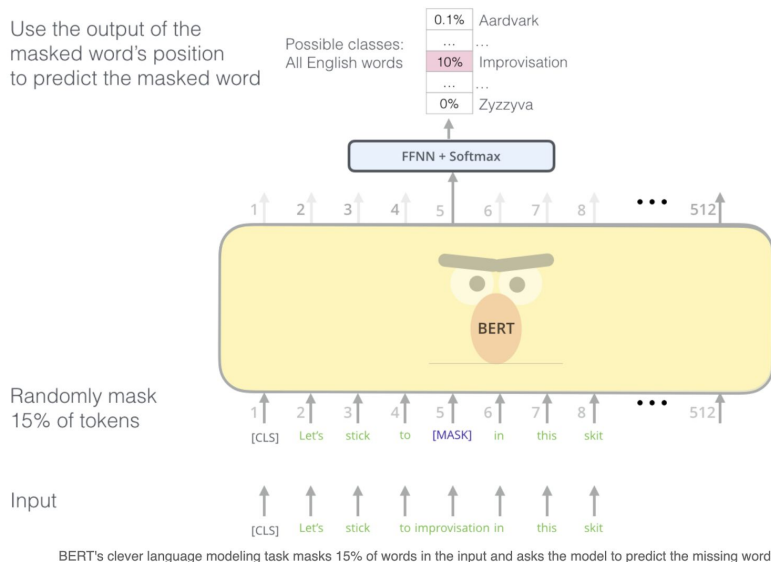 Use the output of the
masked word's position
to predict the masked word
Possible classes:
All English words
0.1% Aardvark
... ...
10% Improvisation
... ...
0% Zyzzyva
FFNN + Softmax
1 2 3 4 5 6 7 8 ••• 512
BERT
Randomly mask
15% of tokens
1 2 3 4 5 6 7 8 ••• 512
[CLS] Let's stick to [MASK] in this skit
Input
[CLS] Let's stick to improvisation in this skit
BERT's clever language modeling task masks 15% of words in the input and asks the model to predict the missing word